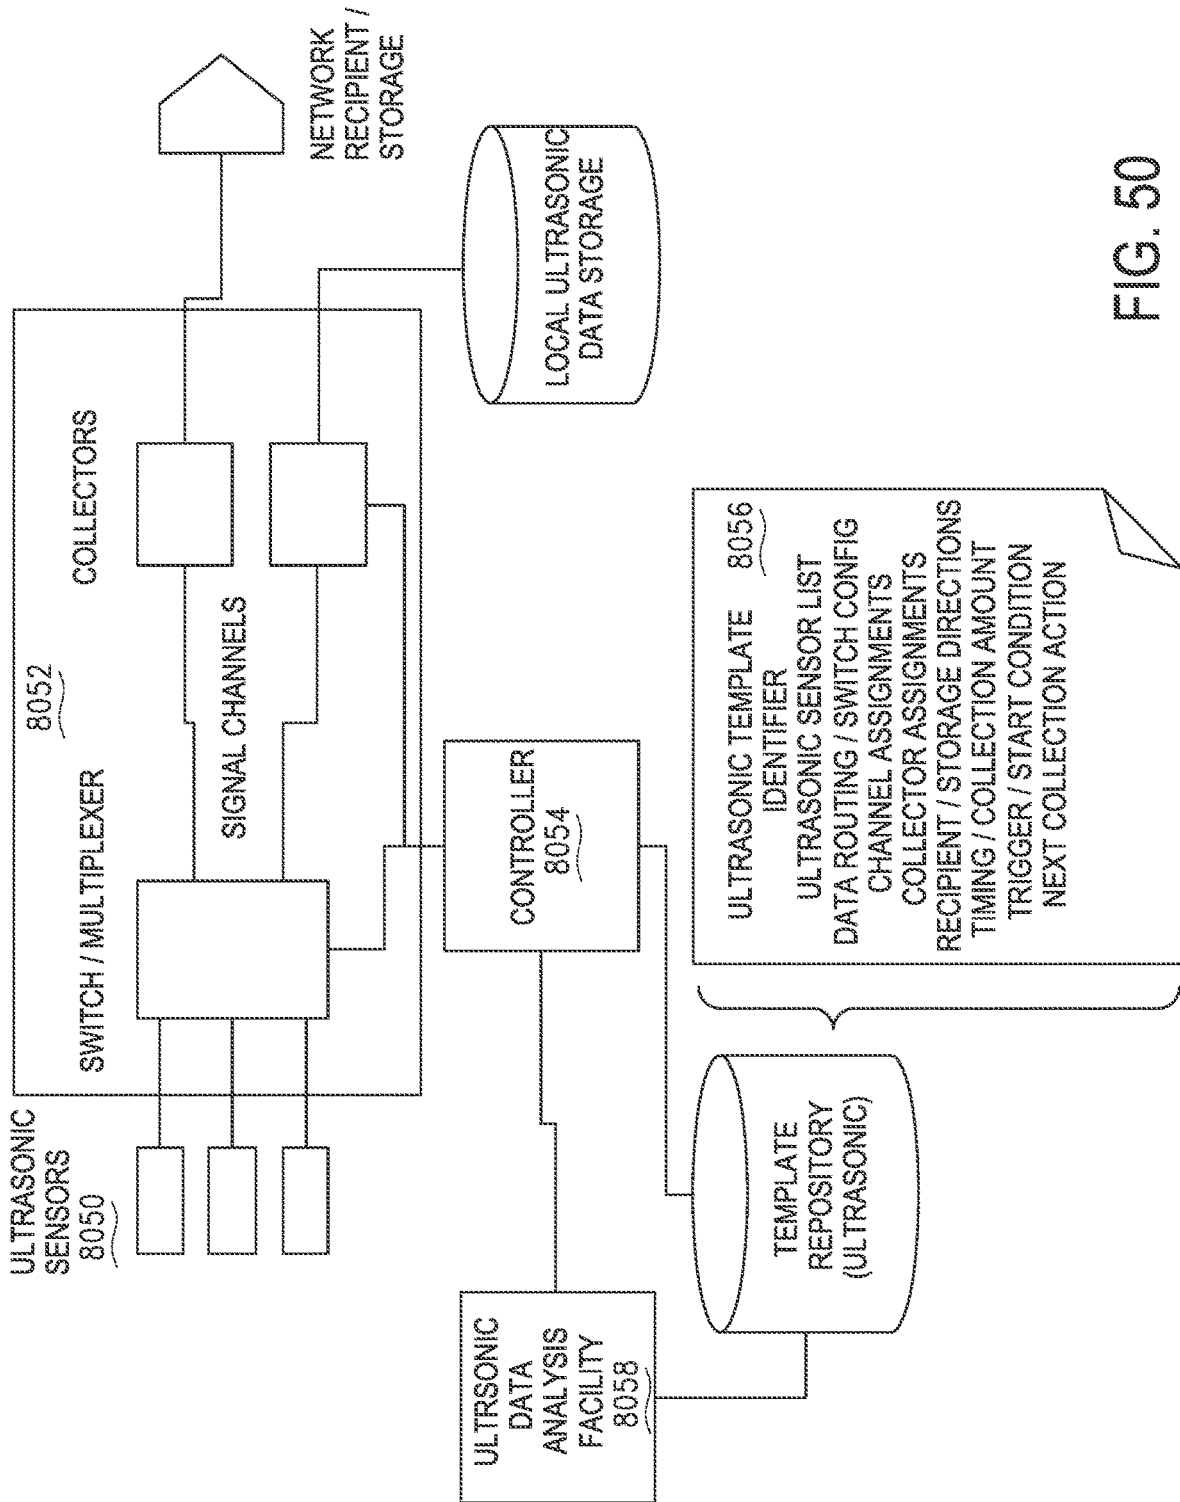 ULTRASONIC
SENSORS
8050
SWITCH / MULTIPLEXER
8052
SIGNAL CHANNELS
COLLECTORS
NETWORK
RECIPIENT /
STORAGE
LOCAL ULTRASONIC
DATA STORAGE
CONTROLLER
8054
ULTRSONIC
DATA
ANALYSIS
FACILITY
8058
TEMPLATE
REPOSITORY
(ULTRASONIC)
ULTRASONIC TEMPLATE 8056
IDENTIFIER
ULTRASONIC SENSOR LIST
DATA ROUTING / SWITCH CONFIG
CHANNEL ASSIGNMENTS
COLLECTOR ASSIGNMENTS
RECIPIENT / STORAGE DIRECTIONS
TIMING / COLLECTION AMOUNT
TRIGGER / START CONDITION
NEXT COLLECTION ACTION
FIG. 50